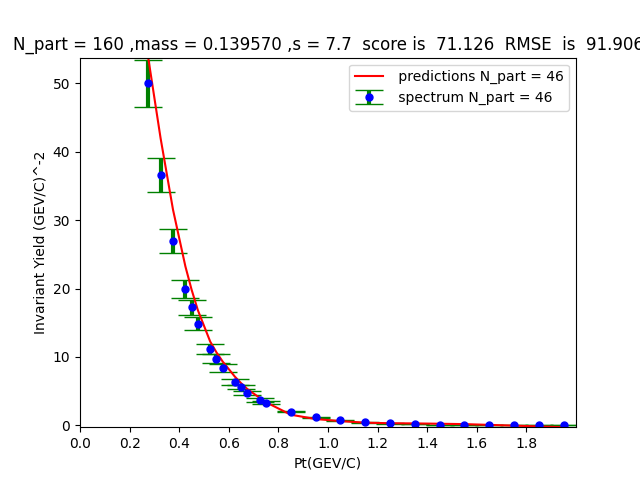 N_part = 160 ,mass = 0.139570 ,s = 7.7  score is  71.126  RMSE  is  91.906
predictions N_part = 46
spectrum N_part = 46
Invariant Yield (GEV/C)^-2
50
40
30
20
10
0
0.0 0.2 0.4 0.6 0.8 1.0 1.2 1.4 1.6 1.8
Pt(GEV/C)